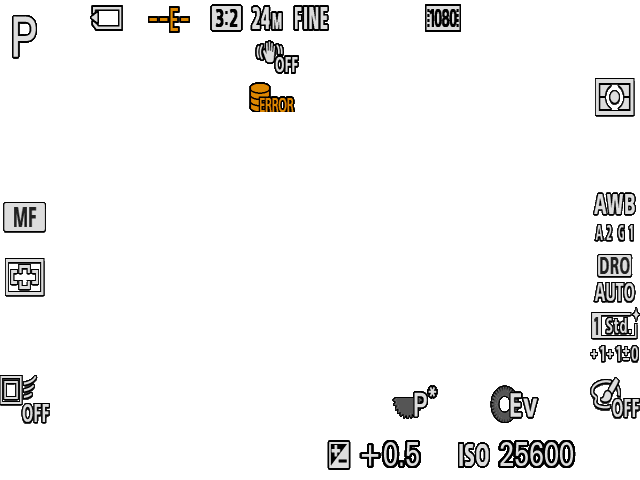 P --E-- 3:2 24M FINE 1080
OFF
ERROR
MF
AWB
A2 G1
DRO
AUTO
1 Std.
+1+1±0
OFF P* EV OFF
+0.5 ISO 25600